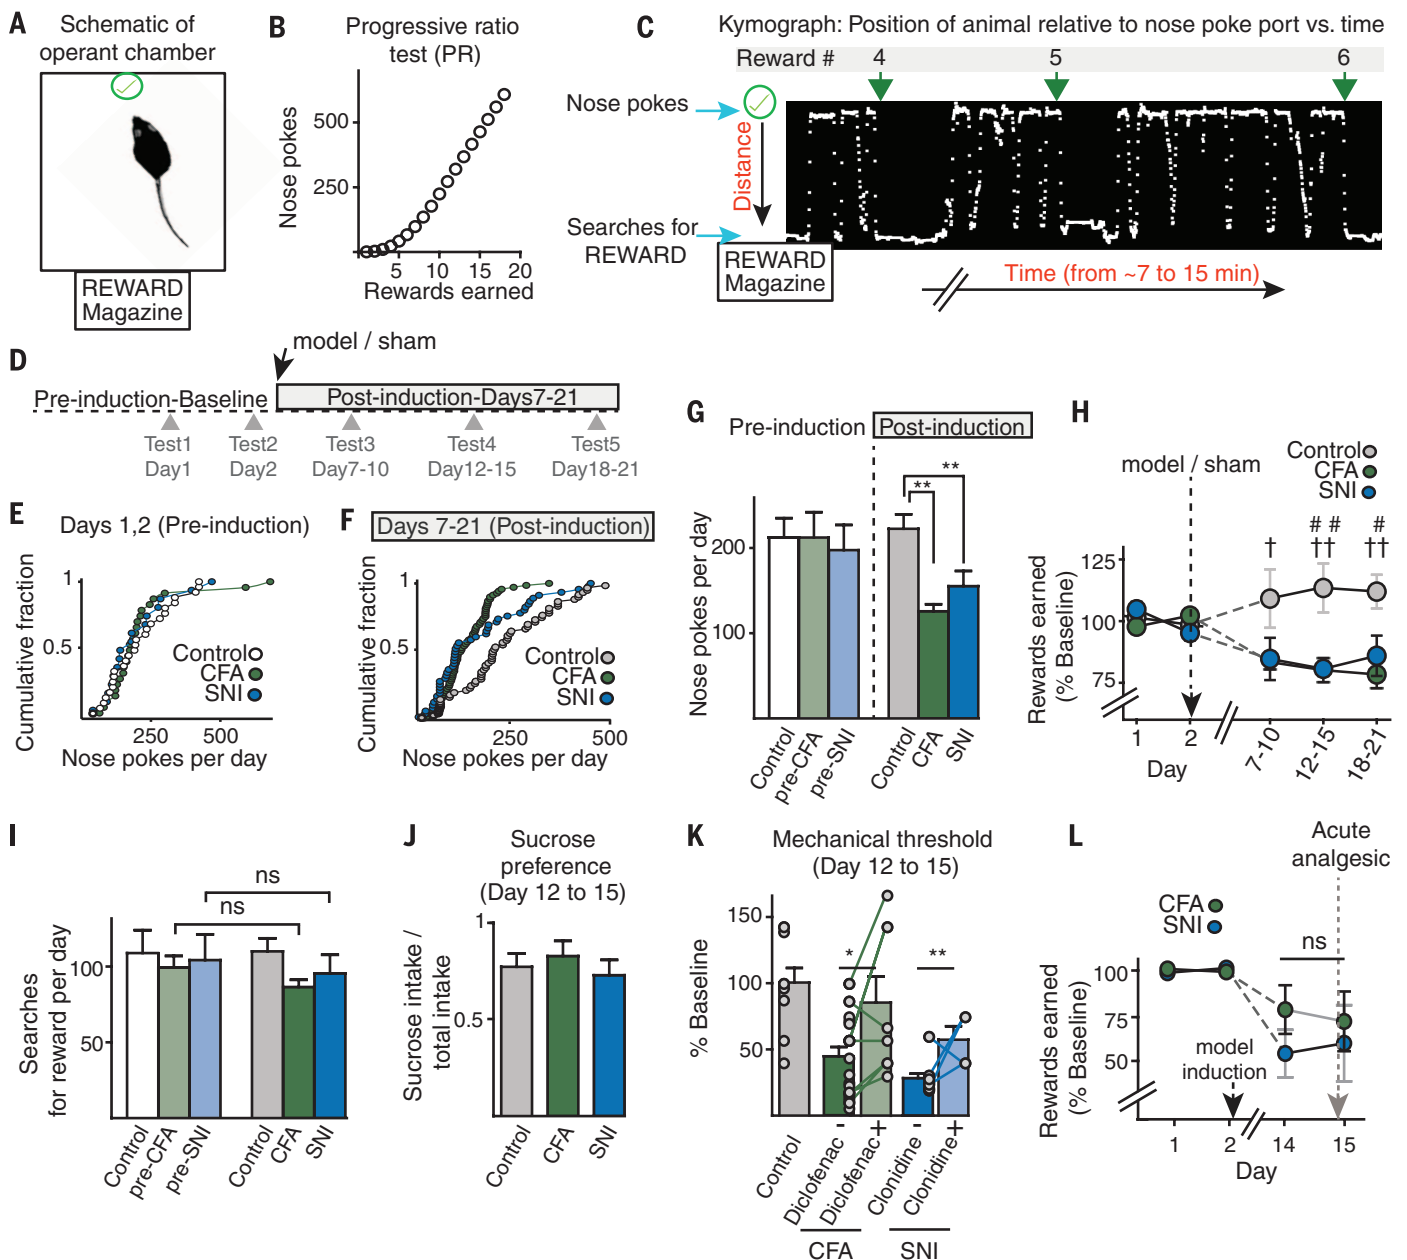 A
Schematic of
operant chamber
REWARD
Magazine
B
Progressive ratio
test (PR)
Nose pokes
500
250
5
10
15
20
Rewards earned
C
Kymograph: Position of animal relative to nose poke port vs. time
Reward #
4
5
6
Nose pokes
Distance
Searches for
REWARD
REWARD
Magazine
Time (from ~7 to 15 min)
D
model / sham
Pre-induction-Baseline
Post-induction-Days7-21
Test1
Day1
Test2
Day2
Test3
Day7-10
Test4
Day12-15
Test5
Day18-21
E
Days 1,2 (Pre-induction)
Cumulative fraction
1
0.5
Control
CFA
SNI
250
500
Nose pokes per day
F
Days 7-21 (Post-induction)
Cumulative fraction
1
0.5
Control
CFA
SNI
250
500
Nose pokes per day
G
Pre-induction
Post-induction
**
**
Nose pokes per day
200
100
Control
pre-CFA
pre-SNI
Control
CFA
SNI
H
Control
CFA
SNI
model / sham
# #
#
†
††
††
Rewards earned
(% Baseline)
125
100
75
1
2
7-10
12-15
18-21
Day
I
ns
ns
Searches
for reward per day
100
50
Control
pre-CFA
pre-SNI
Control
CFA
SNI
J
Sucrose
preference
(Day 12 to 15)
Sucrose intake /
total intake
1
0.5
Control
CFA
SNI
K
Mechanical threshold
(Day 12 to 15)
% Baseline
150
100
50
*
**
Control
Diclofenac -
Diclofenac+
Clonidine -
Clonidine+
CFA
SNI
L
Acute
analgesic
CFA
SNI
ns
Rewards earned
(% Baseline)
100
75
50
model
induction
1
2
14
15
Day